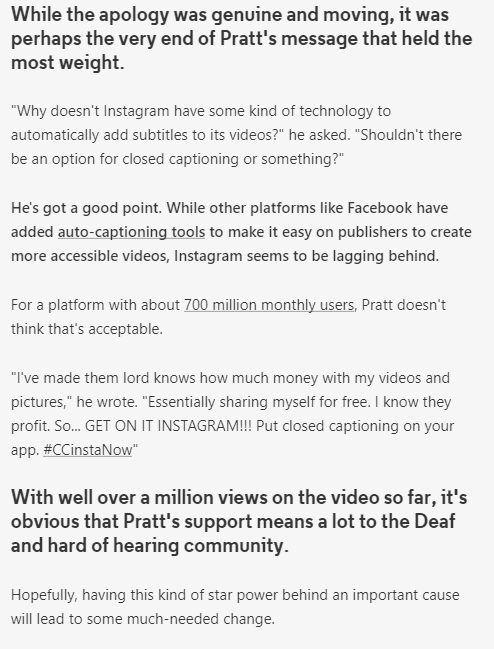 While the apology was genuine and moving, it was
perhaps the very end of Pratt's message that held the
most weight.
"Why doesn't Instagram have some kind of technology to
automatically add subtitles to its videos?" he asked. "Shouldn't there
be an option for closed captioning or something?"
He's got a good point. While other platforms like Facebook have
added auto-captioning tools to make it easy on publishers to create
more accessible videos, Instagram seems to be lagging behind.
For a platform with about 700 million monthly users, Pratt doesn't
think that's acceptable.
"I've made them lord knows how much money with my videos and
pictures," he wrote. "Essentially sharing myself for free. I know they
profit. So... GET ON IT INSTAGRAM!!! Put closed captioning on your
app. #CCinstaNow"
With well over a million views on the video so far, it's
obvious that Pratt's support means a lot to the Deaf
and hard of hearing community.
Hopefully, having this kind of star power behind an important cause
will lead to some much-needed change.